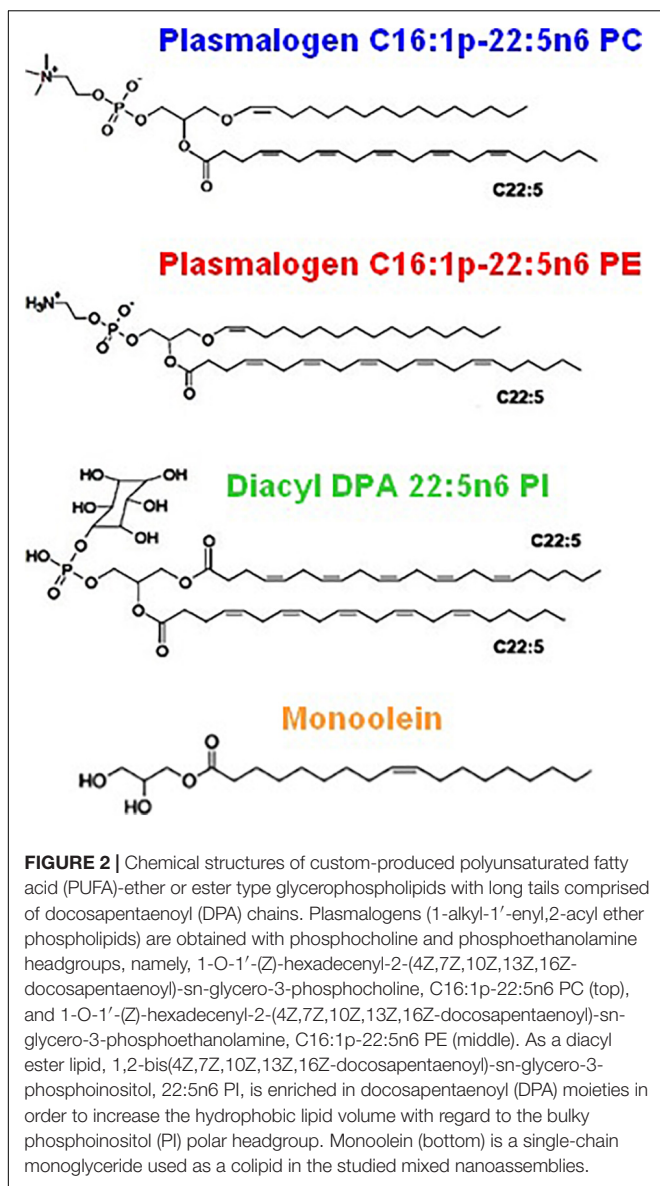 Plasmalogen C16:1p-22:5n6 PC
N⁺
O
P
O⁻
O
O
O
O
O
C22:5
Plasmalogen C16:1p-22:5n6 PE
H₃N⁺
O
P
O⁻
O
O
O
O
O
C22:5
Diacyl DPA 22:5n6 PI
HO
OH
HO
OH
HO
O
HO
P
O
O
O
O
O
O
C22:5
C22:5
Monoolein
HO
HO
O
O
FIGURE 2 | Chemical structures of custom-produced polyunsaturated fatty
acid (PUFA)-ether or ester type glycerophospholipids with long tails comprised
of docosapentaenoyl (DPA) chains. Plasmalogens (1-alkyl-1′-enyl,2-acyl ether
phospholipids) are obtained with phosphocholine and phosphoethanolamine
headgroups, namely, 1-O-1′-(Z)-hexadecenyl-2-(4Z,7Z,10Z,13Z,16Z-
docosapentaenoyl)-sn-glycero-3-phosphocholine, C16:1p-22:5n6 PC (top),
and 1-O-1′-(Z)-hexadecenyl-2-(4Z,7Z,10Z,13Z,16Z-docosapentaenoyl)-sn-
glycero-3-phosphoethanolamine, C16:1p-22:5n6 PE (middle). As a diacyl
ester lipid, 1,2-bis(4Z,7Z,10Z,13Z,16Z-docosapentaenoyl)-sn-glycero-3-
phosphoinositol, 22:5n6 PI, is enriched in docosapentaenoyl (DPA) moieties in
order to increase the hydrophobic lipid volume with regard to the bulky
phosphoinositol (PI) polar headgroup. Monoolein (bottom) is a single-chain
monoglyceride used as a colipid in the studied mixed nanoassemblies.